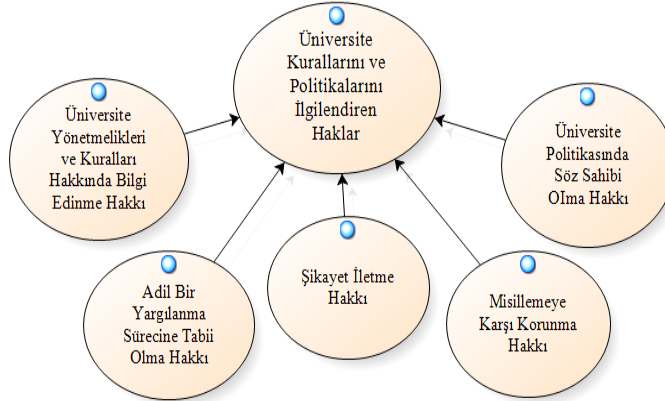 Üniversite
Kurallarını ve
Politikalarını
İlgilendiren
Haklar
Üniversite
Yönetmelikleri
ve Kuralları
Hakkında Bilgi
Edinme Hakkı
Adil Bir
Yargılanma
Sürecine Tabii
Olma Hakkı
Şikayet İletme
Hakkı
Misillemeye
Karşı Korunma
Hakkı
Üniversite
Politikasında
Söz Sahibi
Olma Hakkı